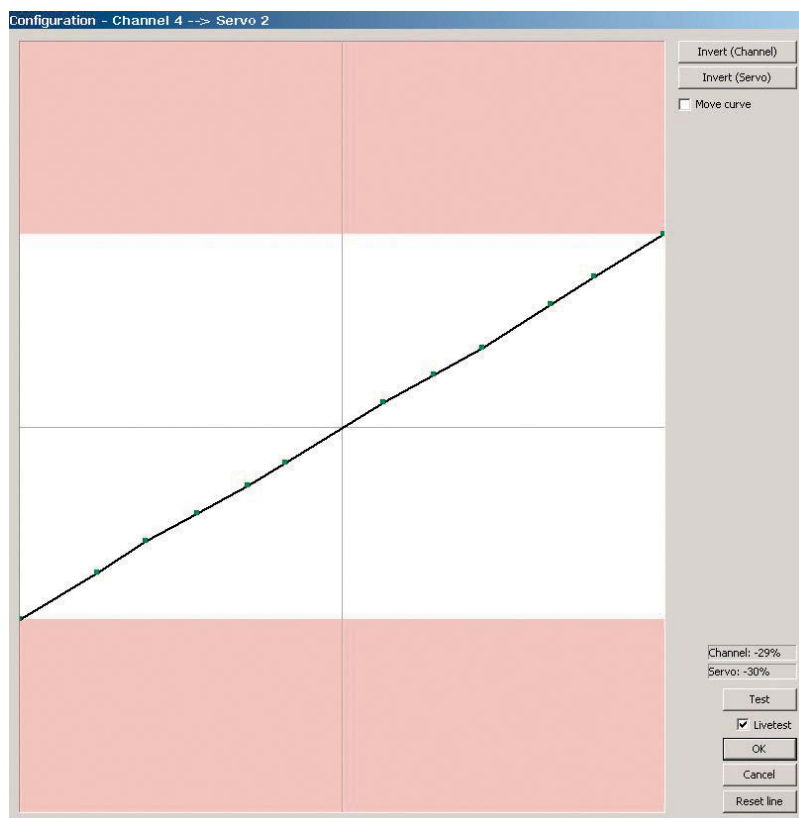 Configuration - Channel 4 --> Servo 2
Invert (Channel)
Invert (Servo)
Move curve
Channel: -29%
Servo: -30%
Test
Livetest
OK
Cancel
Reset line